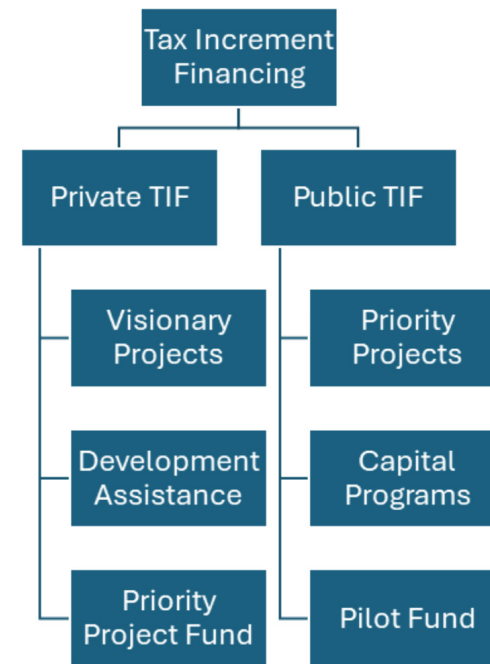 Tax Increment
Financing
Private TIF
Public TIF
Visionary
Projects
Priority
Projects
Development
Assistance
Capital
Programs
Priority
Project Fund
Pilot Fund